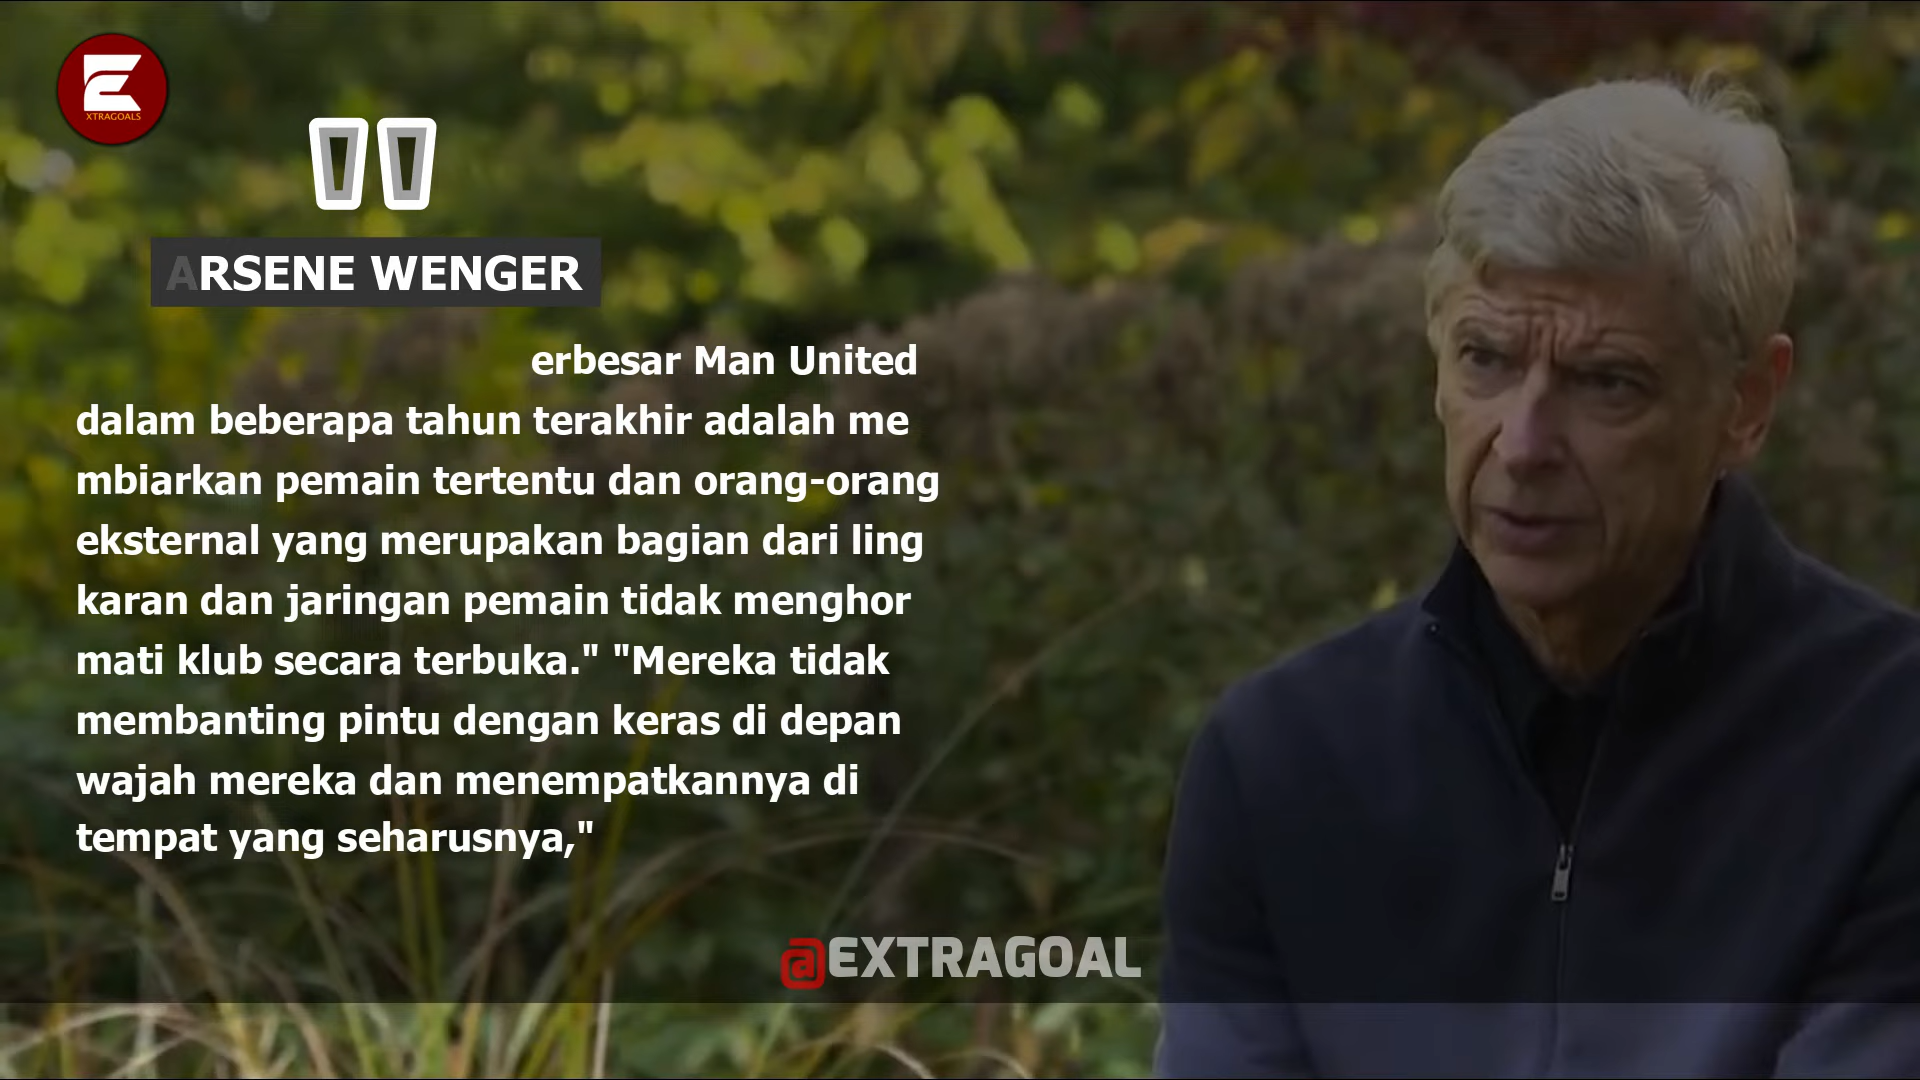 E
XTRAGOALS
"
ARSENE WENGER
erbesar Man United
dalam beberapa tahun terakhir adalah me
mbiarkan pemain tertentu dan orang-orang
eksternal yang merupakan bagian dari ling
karan dan jaringan pemain tidak menghor
mati klub secara terbuka." "Mereka tidak
membanting pintu dengan keras di depan
wajah mereka dan menempatkannya di
tempat yang seharusnya,"
@EXTRAGOAL